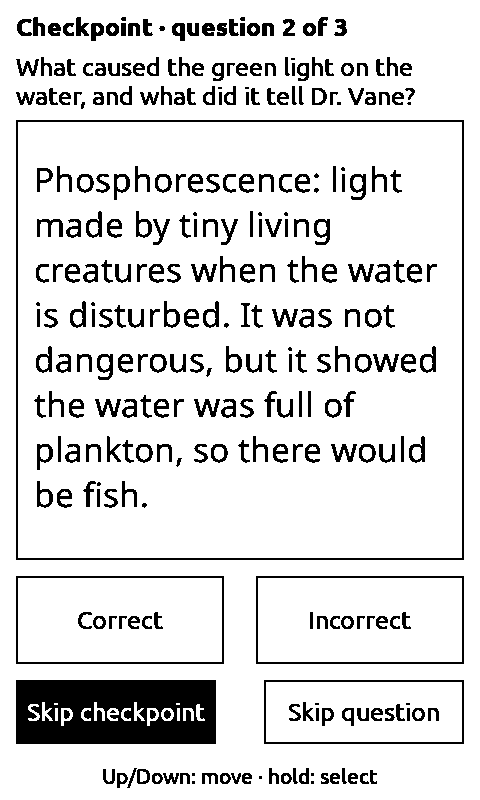 Checkpoint · question 2 of 3
What caused the green light on the
water, and what did it tell Dr. Vane?
Phosphorescence: light
made by tiny living
creatures when the water
is disturbed. It was not
dangerous, but it showed
the water was full of
plankton, so there would
be fish.
Correct
Incorrect
Skip checkpoint
Skip question
Up/Down: move · hold: select